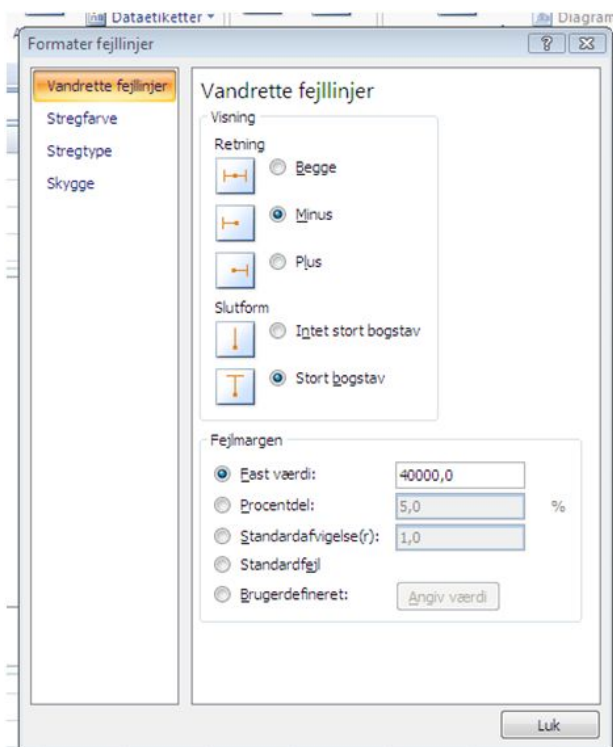 Dataetiketter
Diagram
Formater fejllinjer
Vandrette fejllinjer
Stregfarve
Stregtype
Skygge
Vandrette fejllinjer
Visning
Retning
Begge
Minus
Plus
Slutform
Intet stort bogstav
Stort bogstav
Fejlmargen
Fast værdi: 40000,0
Procentdel: 5,0 %
Standardafvigelse(r): 1,0
Standardfejl
Brugerdefineret: Angiv værdi
Luk